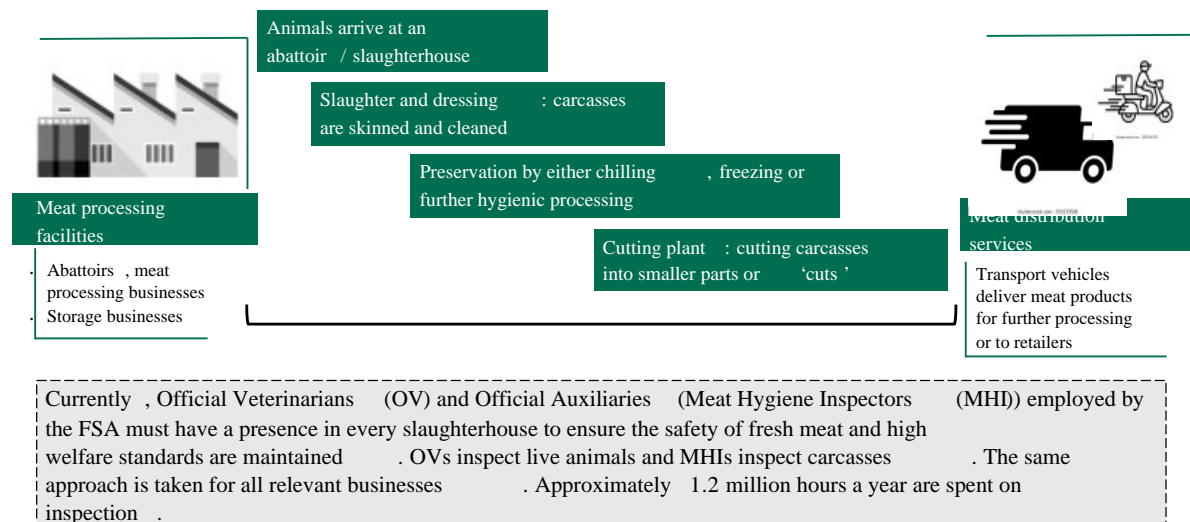 Animals arrive at an
abattoir / slaughterhouse
Slaughter and dressing : carcasses
are skinned and cleaned
Preservation by either chilling , freezing or
further hygienic processing
Cutting plant : cutting carcasses
into smaller parts or ‘cuts ’
Meat processing
facilities
. Abattoirs , meat
processing businesses
. Storage businesses
Meat distribution
services
Transport vehicles
deliver meat products
for further processing
or to retailers
Currently , Official Veterinarians (OV) and Official Auxiliaries (Meat Hygiene Inspectors (MHI)) employed by
the FSA must have a presence in every slaughterhouse to ensure the safety of fresh meat and high
welfare standards are maintained . OVs inspect live animals and MHIs inspect carcasses . The same
approach is taken for all relevant businesses . Approximately 1.2 million hours a year are spent on
inspection .